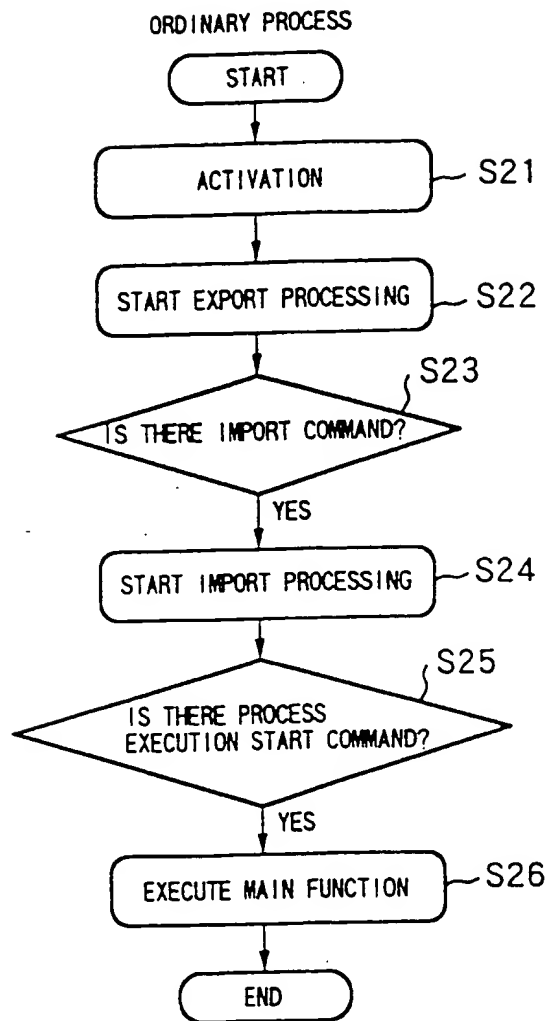 ORDINARY PROCESS
START
ACTIVATION
S21
START EXPORT PROCESSING
S22
S23
IS THERE IMPORT COMMAND?
YES
START IMPORT PROCESSING
S24
S25
IS THERE PROCESS
EXECUTION START COMMAND?
YES
EXECUTE MAIN FUNCTION
S26
END